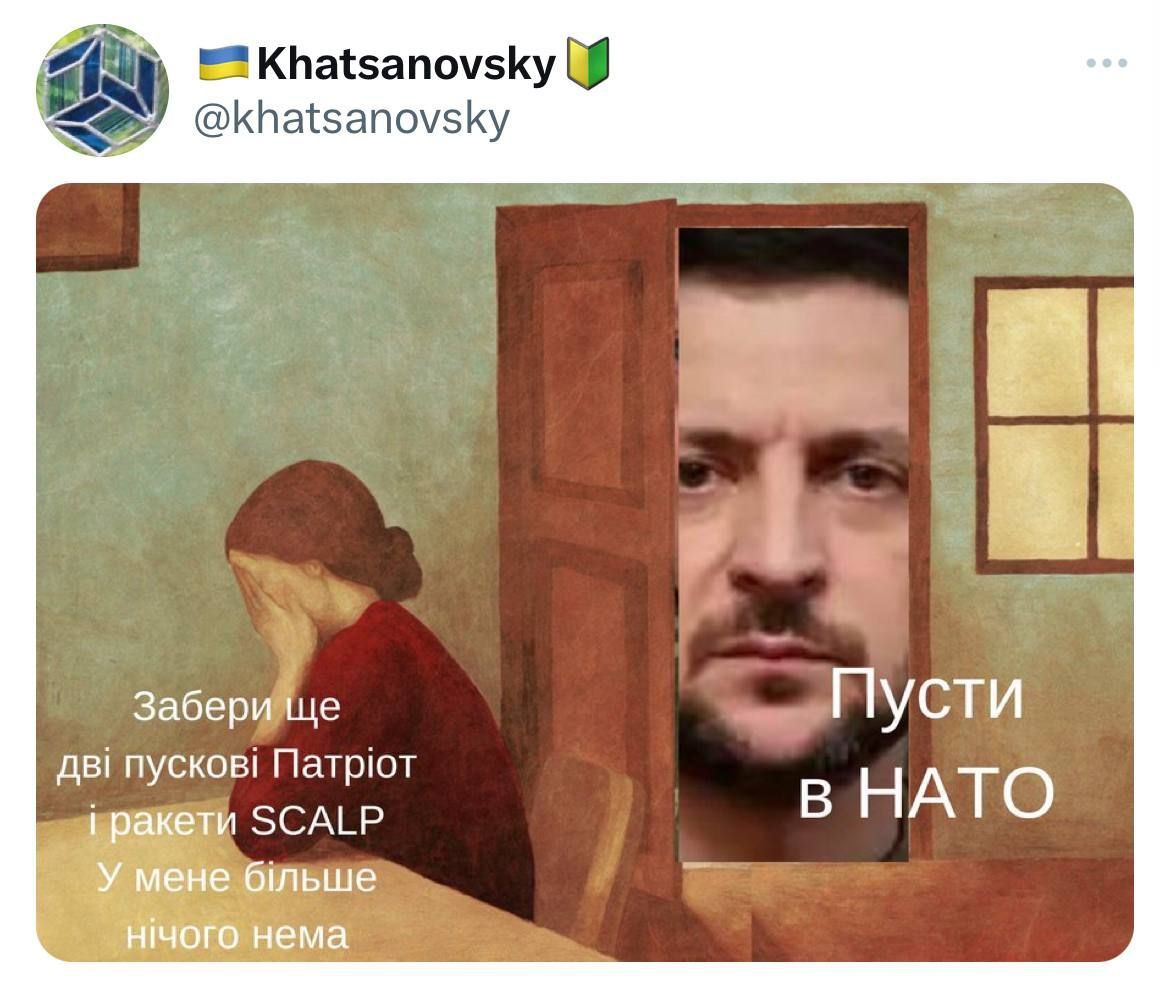 🇺🇦Khatsanovsky🔰
@khatsanovsky
Забери ще
дві пускові Патріот
і ракети SCALP
У мене більше
нічого нема
Пусти
в НАТО